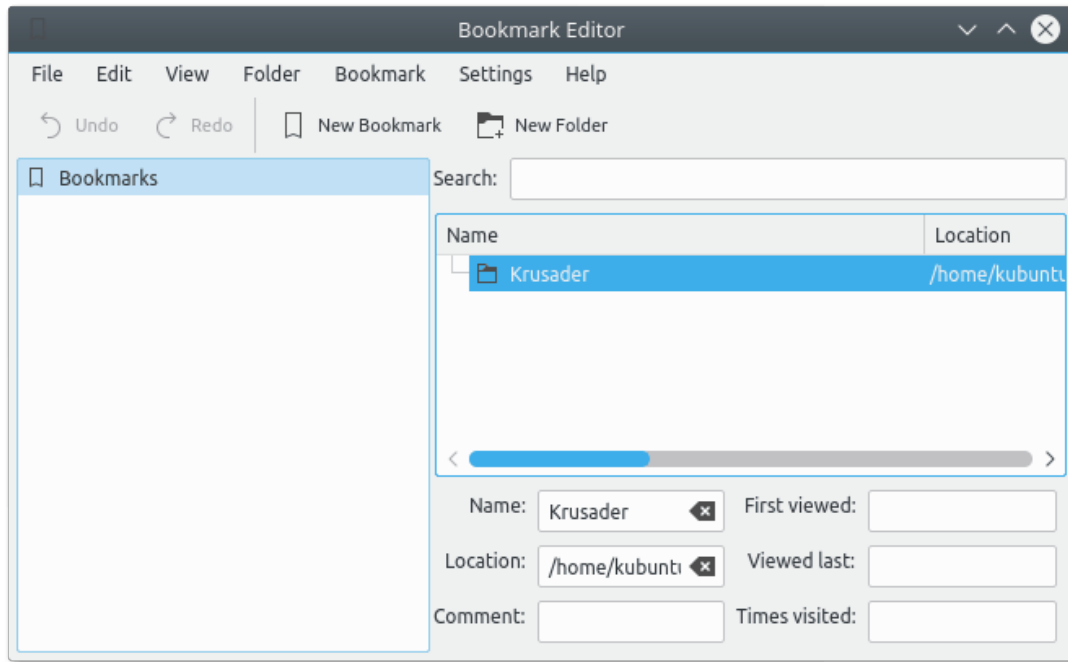 Bookmark Editor
File Edit View Folder Bookmark Settings Help
Undo Redo New Bookmark New Folder
Bookmarks
Search:
Name Location
Krusader /home/kubuntu
Name: Krusader First viewed:
Location: /home/kubuntu Viewed last:
Comment: Times visited: